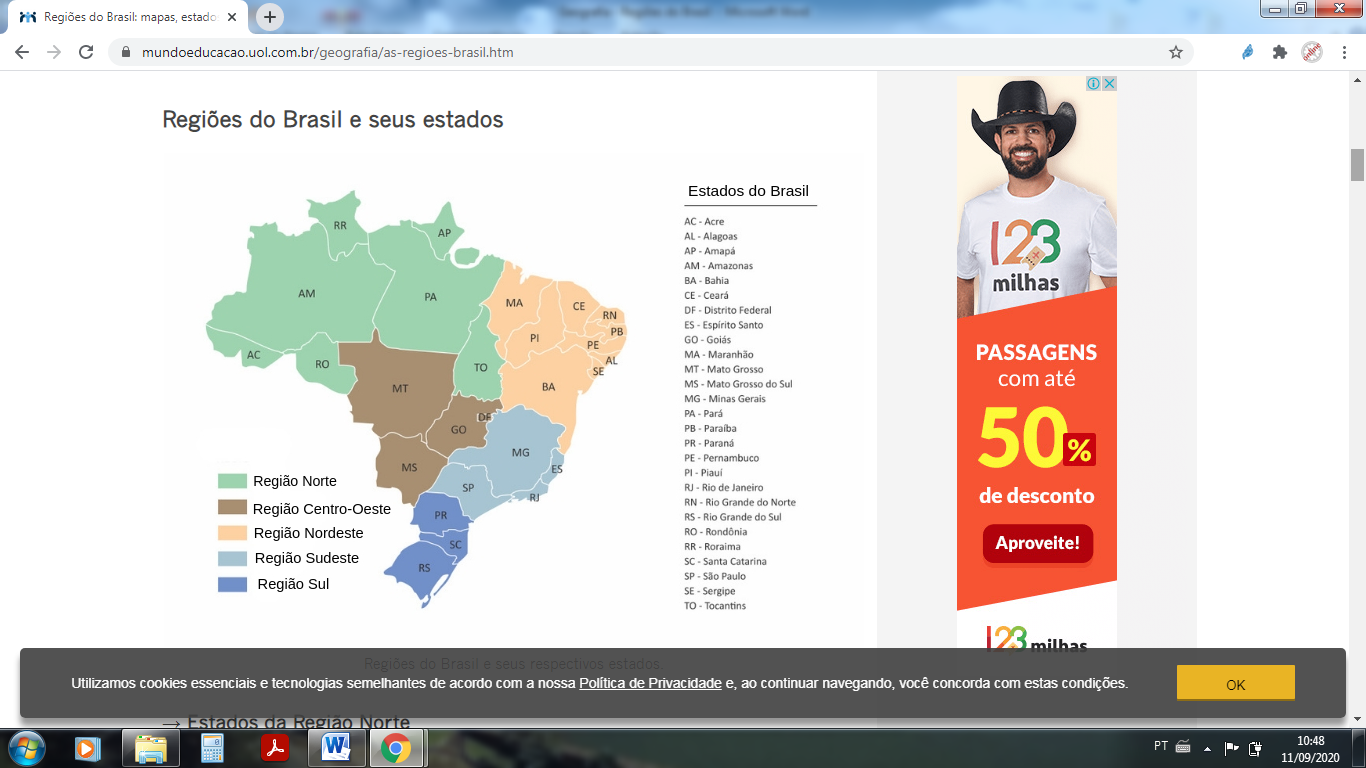 Regiões do Brasil: mapas, estado
mundoeducacao.uol.com.br/geografia/as-regioes-brasil.htm
Regiões do Brasil e seus estados
RR
AP
AM
PA
MA
CE
RN
PB
PI
PE
AL
SE
AC
RO
TO
BA
MT
DF
GO
MG
MS
ES
SP
RJ
PR
SC
RS
Região Norte
Região Centro-Oeste
Região Nordeste
Região Sudeste
Região Sul
Estados do Brasil
AC - Acre
AL - Alagoas
AP - Amapá
AM - Amazonas
BA - Bahia
CE - Ceará
DF - Distrito Federal
ES - Espírito Santo
GO - Goiás
MA - Maranhão
MT - Mato Grosso
MS - Mato Grosso do Sul
MG - Minas Gerais
PA - Pará
PB - Paraíba
PR - Paraná
PE - Pernambuco
PI - Piauí
RJ - Rio de Janeiro
RN - Rio Grande do Norte
RS - Rio Grande do Sul
RO - Rondônia
RR - Roraima
SC - Santa Catarina
SP - São Paulo
SE - Sergipe
TO - Tocantins
123
milhas
PASSAGENS
com até
50%
de desconto
Aproveite!
123 milhas
Regiões do Brasil e seus respectivos estados.
Utilizamos cookies essenciais e tecnologias semelhantes de acordo com a nossa Política de Privacidade e, ao continuar navegando, você concorda com estas condições.
OK
→ Estados da Região Norte
PT
10:48
11/09/2020